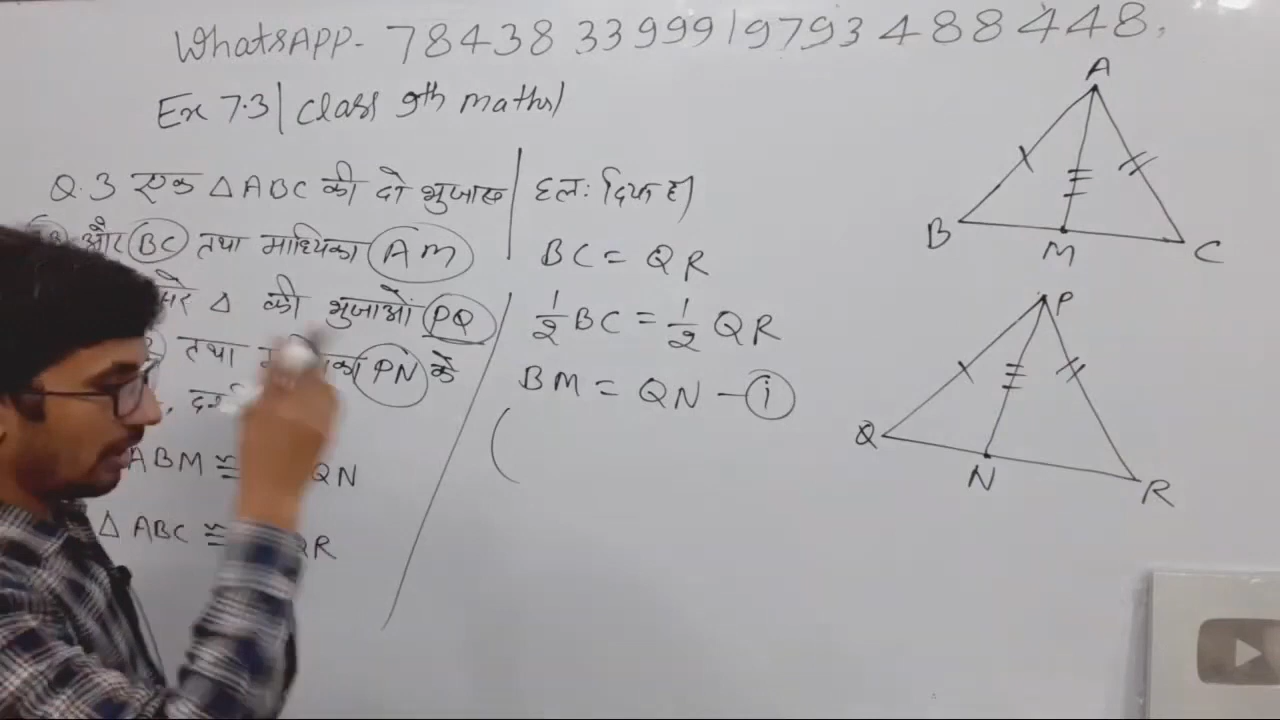 WhatsAPP- 7843833999 | 9793488448,
Ex 7.3 | Class 9th maths |
Q.3 एक △ABC की दो भुजाएं
और BC तथा माध्यिका AM
△ की भुजाओं PQ
तथा PN के
ABM ≅ QN
△ ABC ≅ QR
हल: दिया है
BC = QR
1/2 BC = 1/2 QR
BM = QN - i
(
A
B
M
C
P
Q
N
R